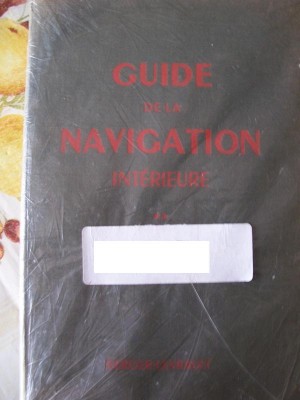 GUIDE
DE LA
NAVIGATION
INTÉRIEURE